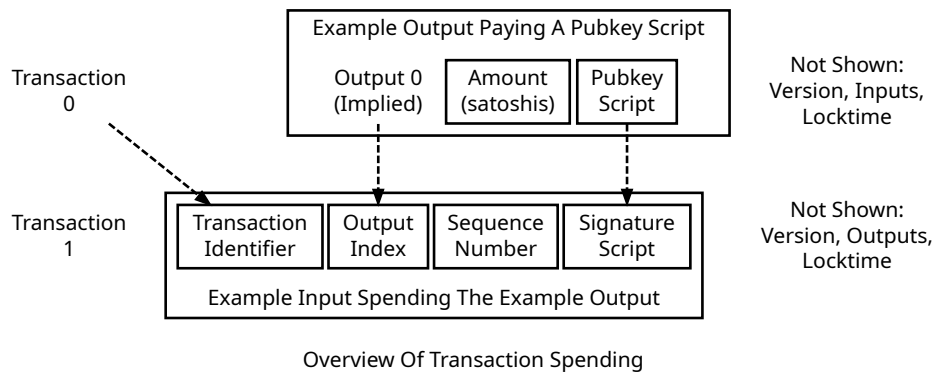 Example Output Paying A Pubkey Script
Transaction
0
Output 0
(Implied)
Amount
(satoshis)
Pubkey
Script
Not Shown:
Version, Inputs,
Locktime
Transaction
1
Transaction
Identifier
Output
Index
Sequence
Number
Signature
Script
Not Shown:
Version, Outputs,
Locktime
Example Input Spending The Example Output
Overview Of Transaction Spending